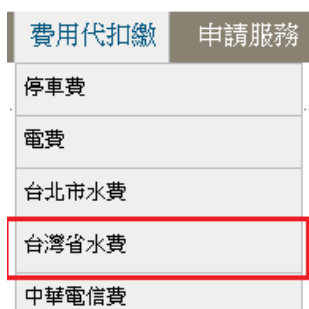 費用代扣繳 申請服務
停車費
電費
台北市水費
台灣省水費
中華電信費